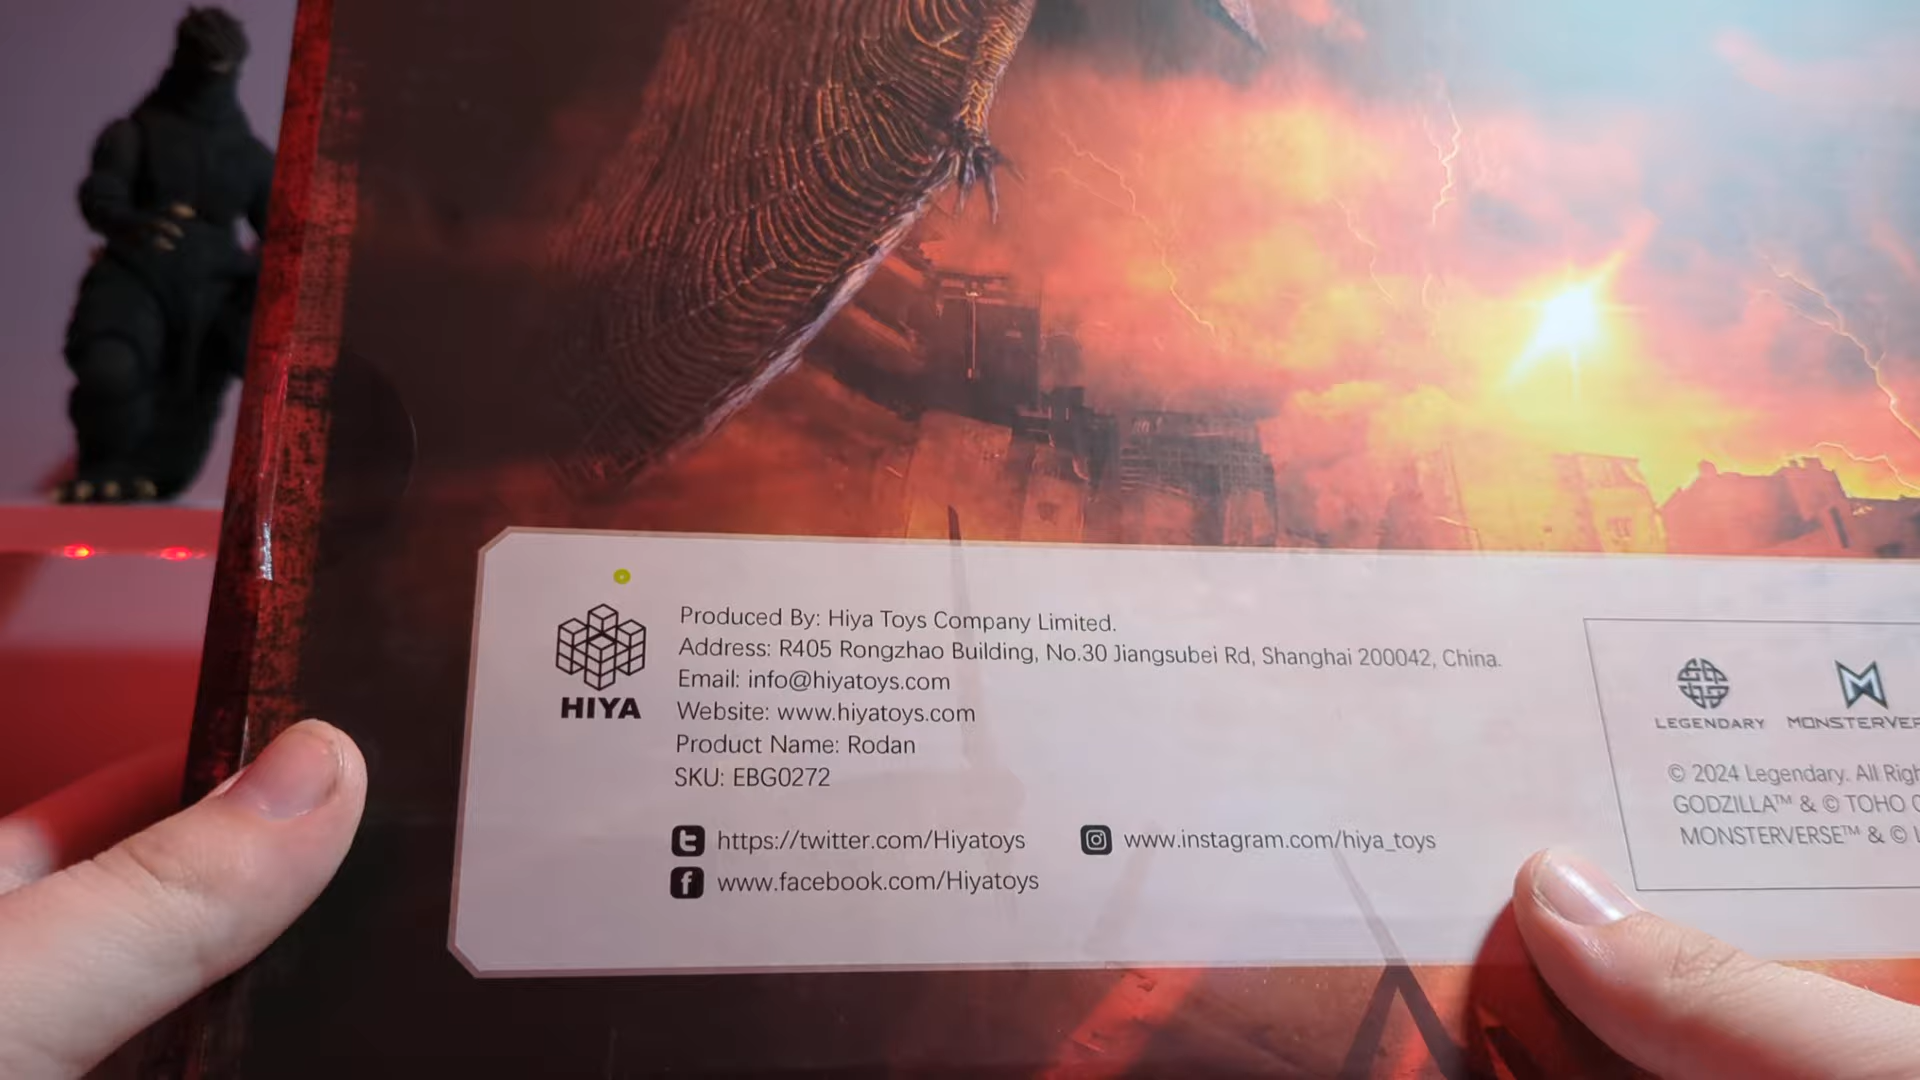 HIYA
Produced By: Hiya Toys Company Limited.
Address: R405 Rongzhao Building, No.30 Jiangsubei Rd, Shanghai 200042, China.
Email: info@hiyatoys.com
Website: www.hiyatoys.com
Product Name: Rodan
SKU: EBG0272
https://twitter.com/Hiyatoys
www.instagram.com/hiya_toys
www.facebook.com/Hiyatoys
LEGENDARY
© 2024 Legendary. All
GODZILLA™ & © TOHO
MONSTERVERSE™ & ©